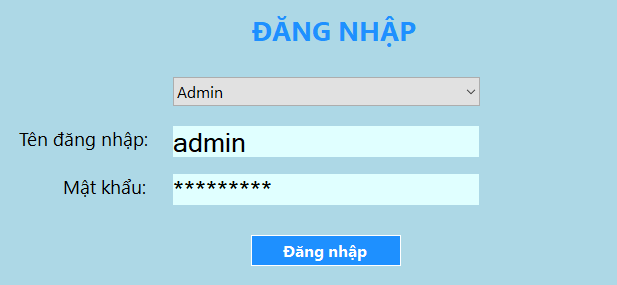 ĐĂNG NHẬP
Admin
Tên đăng nhập: admin
Mật khẩu: *********
Đăng nhập